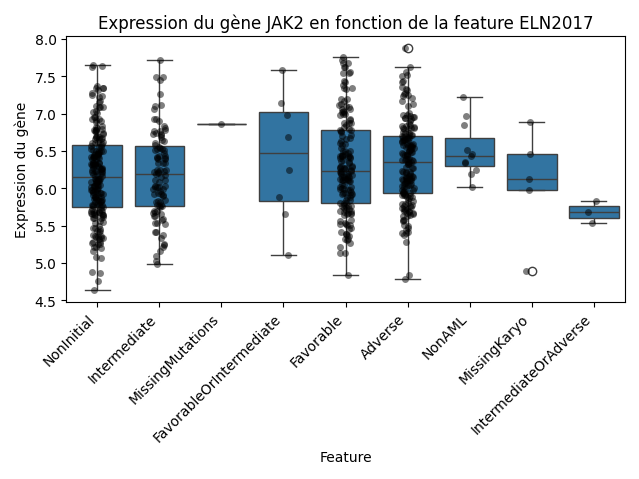 Expression du gène JAK2 en fonction de la feature ELN2017
Expression du gène
8.0
7.5
7.0
6.5
6.0
5.5
5.0
4.5
NonInitial
Intermediate
MissingMutations
FavorableOrIntermediate
Favorable
Adverse
NonAML
MissingKaryo
IntermediateOrAdverse
Feature